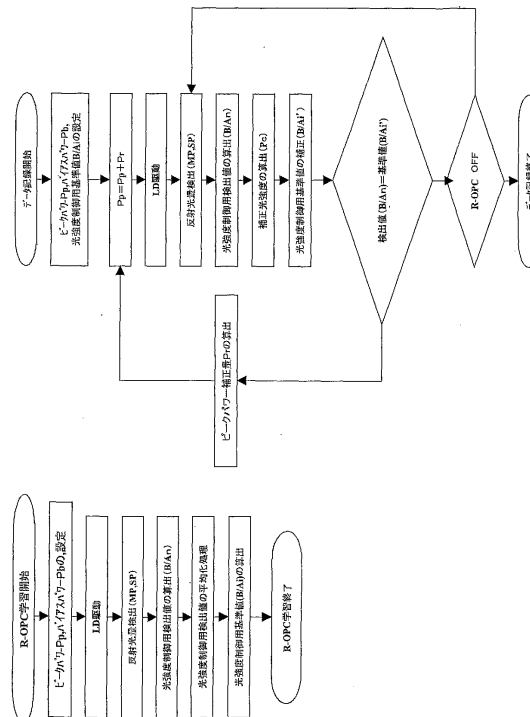 データ記録開始
ピークパワーPp,バイアスパワーPb,
光強度制御用基準値B/Aiの設定
Pp=Pp+Pr
LD駆動
反射光量検出(MP,SP)
光強度制御用検出値の算出(B/An)
補正光強度の算出(Pc)
光強度制御用基準値の補正(B/Ai')
検出値(B/An)=基準値(B/Ai')
R-OPC OFF
データ記録終了
ピークパワー補正量Prの算出
R-OPC学習開始
ピークパワーPp,バイアスパワーPbの,設定
LD駆動
反射光量検出(MP,SP)
光強度制御用検出値の算出(B/An)
光強度制御用検出値の平均化処理
光強度制御用基準値(B/Ai)の算出
R-OPC学習終了